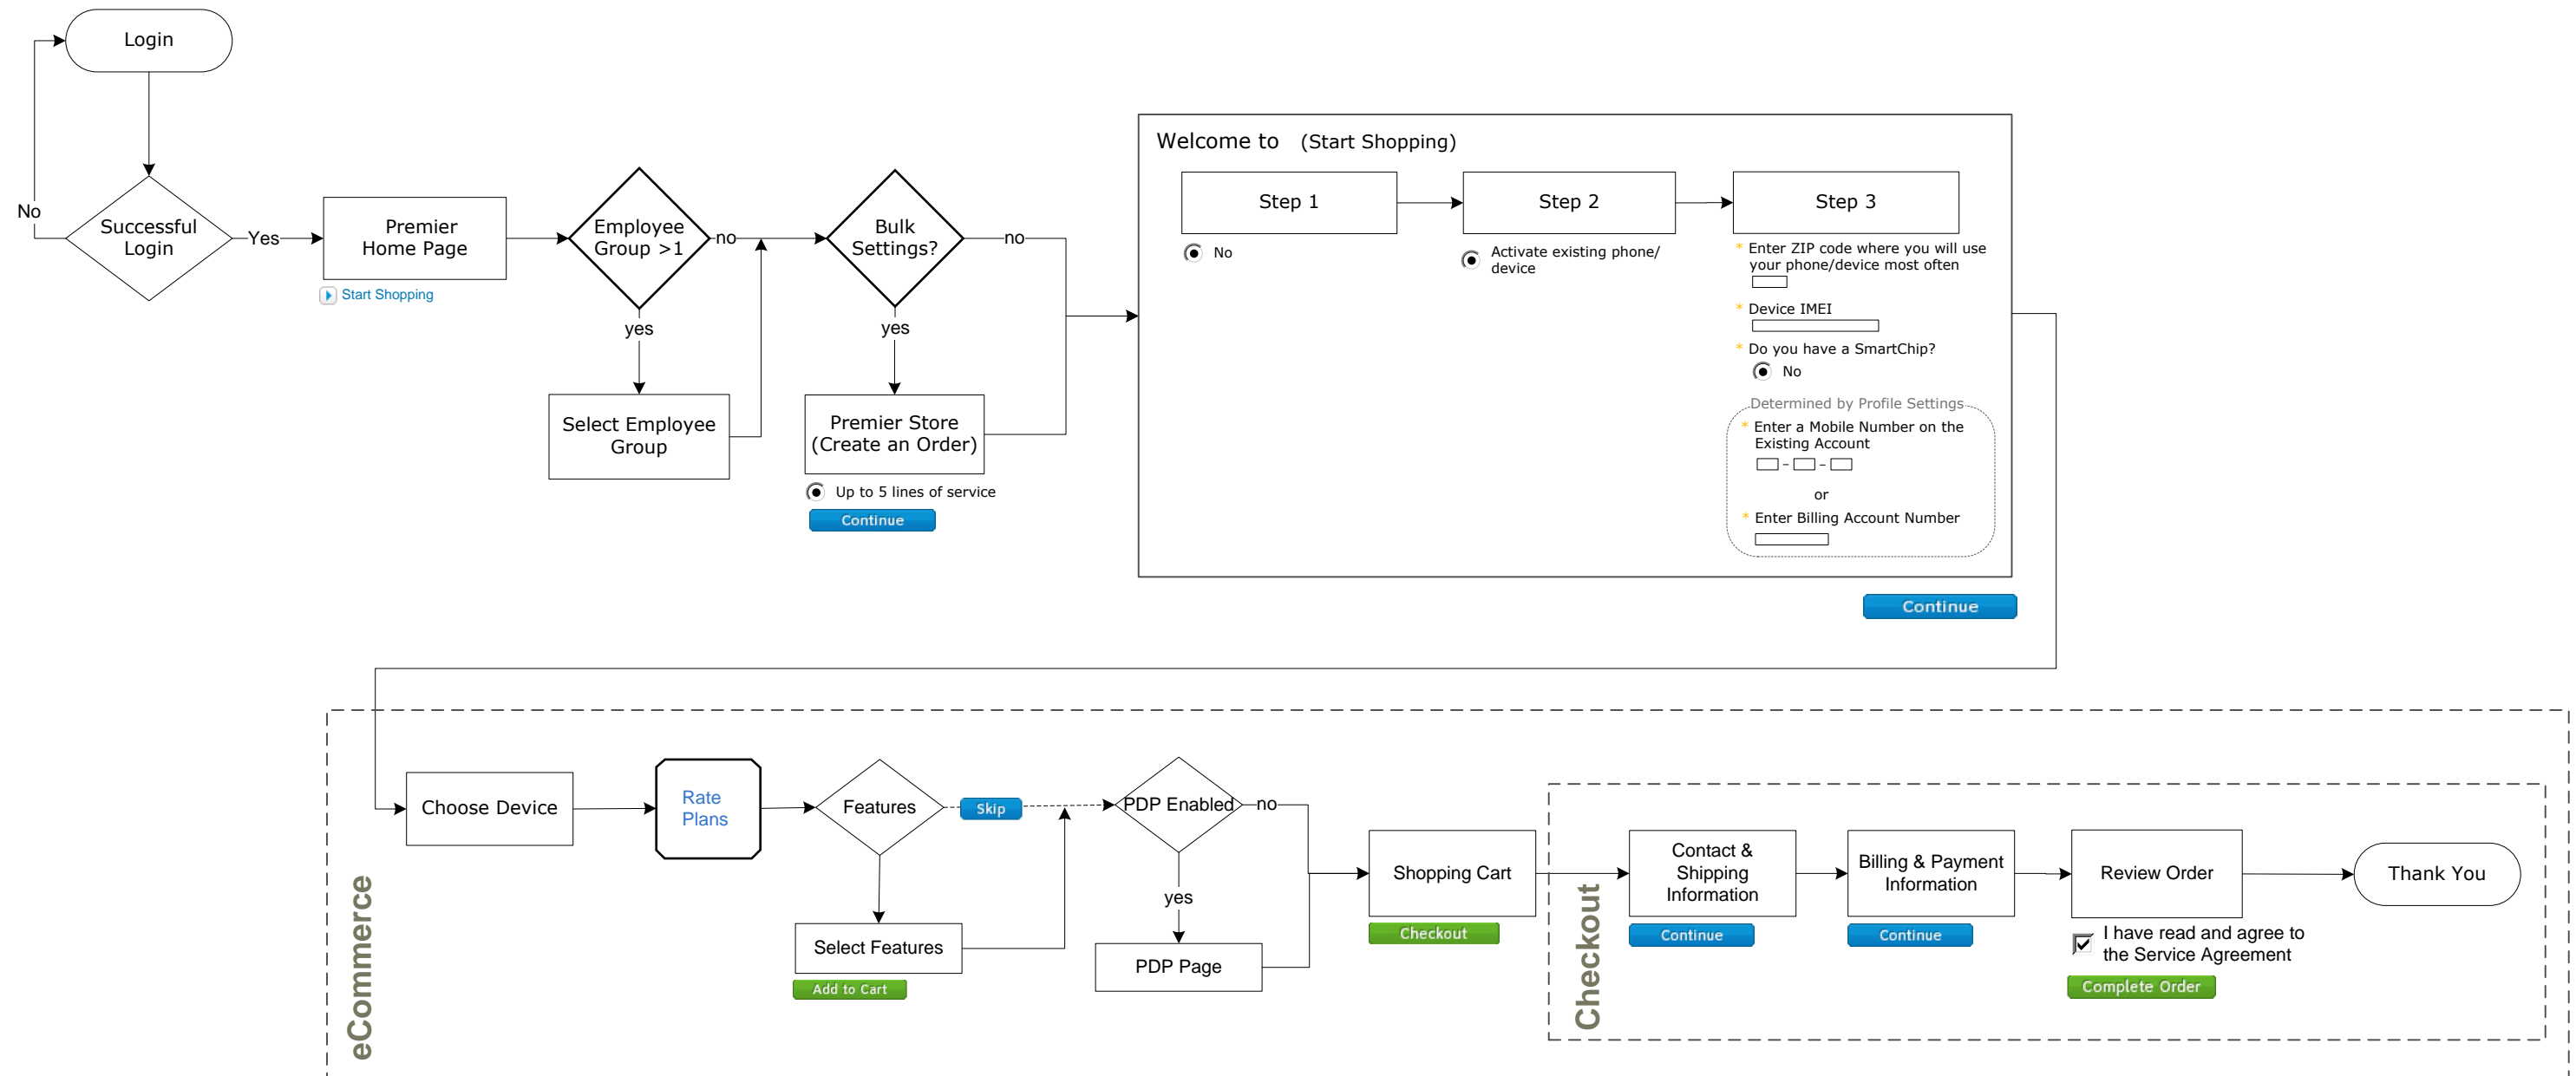 Login
No
Successful
Login
Yes
Premier
Home Page
Start Shopping
Employee
Group >1
no
yes
Select Employee
Group
Bulk
Settings?
no
yes
Premier Store
(Create an Order)
Up to 5 lines of service
Continue
Welcome to (Start Shopping)
Step 1
No
Step 2
Activate existing phone/
device
Step 3
* Enter ZIP code where you will use
your phone/device most often
* Device IMEI
* Do you have a SmartChip?
No
Determined by Profile Settings
* Enter a Mobile Number on the
Existing Account
– –
or
* Enter Billing Account Number
Continue
eCommerce
Choose Device
Rate
Plans
Features
Skip
Select Features
Add to Cart
PDP Enabled
no
yes
PDP Page
Shopping Cart
Checkout
Checkout
Contact &
Shipping
Information
Continue
Billing & Payment
Information
Continue
Review Order
I have read and agree to
the Service Agreement
Complete Order
Thank You